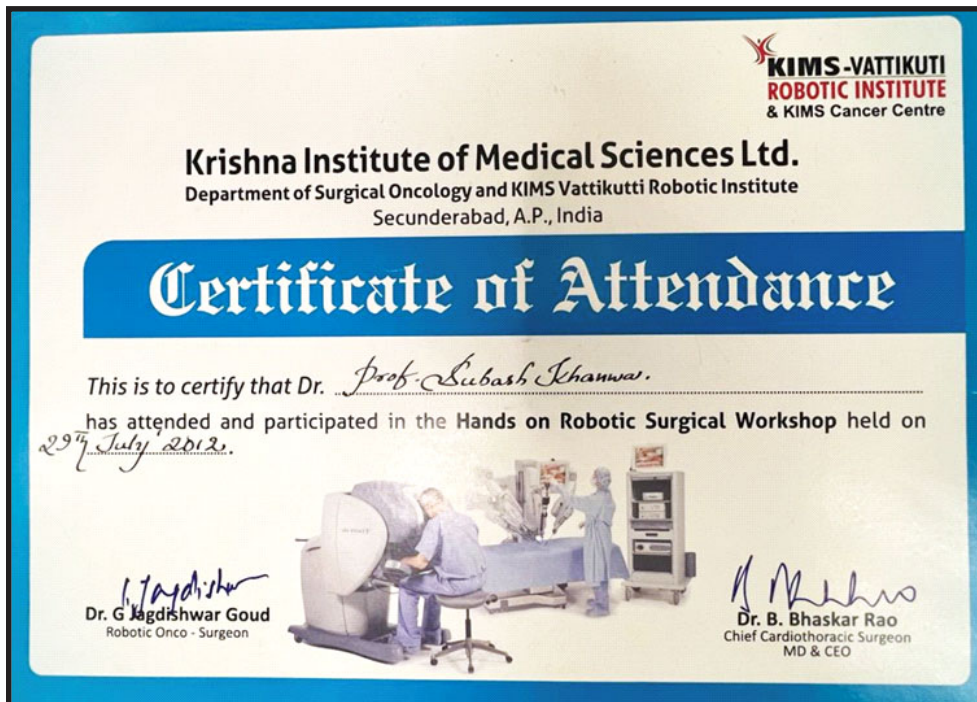 KIMS-VATTIKUTI
ROBOTIC INSTITUTE
& KIMS Cancer Centre
Krishna Institute of Medical Sciences Ltd.
Department of Surgical Oncology and KIMS Vattikutti Robotic Institute
Secunderabad, A.P., India
Certificate of Attendance
This is to certify that Dr. Prof. Subash Khanwa.
has attended and participated in the Hands on Robotic Surgical Workshop held on
29th July' 2012.
Dr. G Jagdishwar Goud
Robotic Onco - Surgeon
Dr. B. Bhaskar Rao
Chief Cardiothoracic Surgeon
MD & CEO